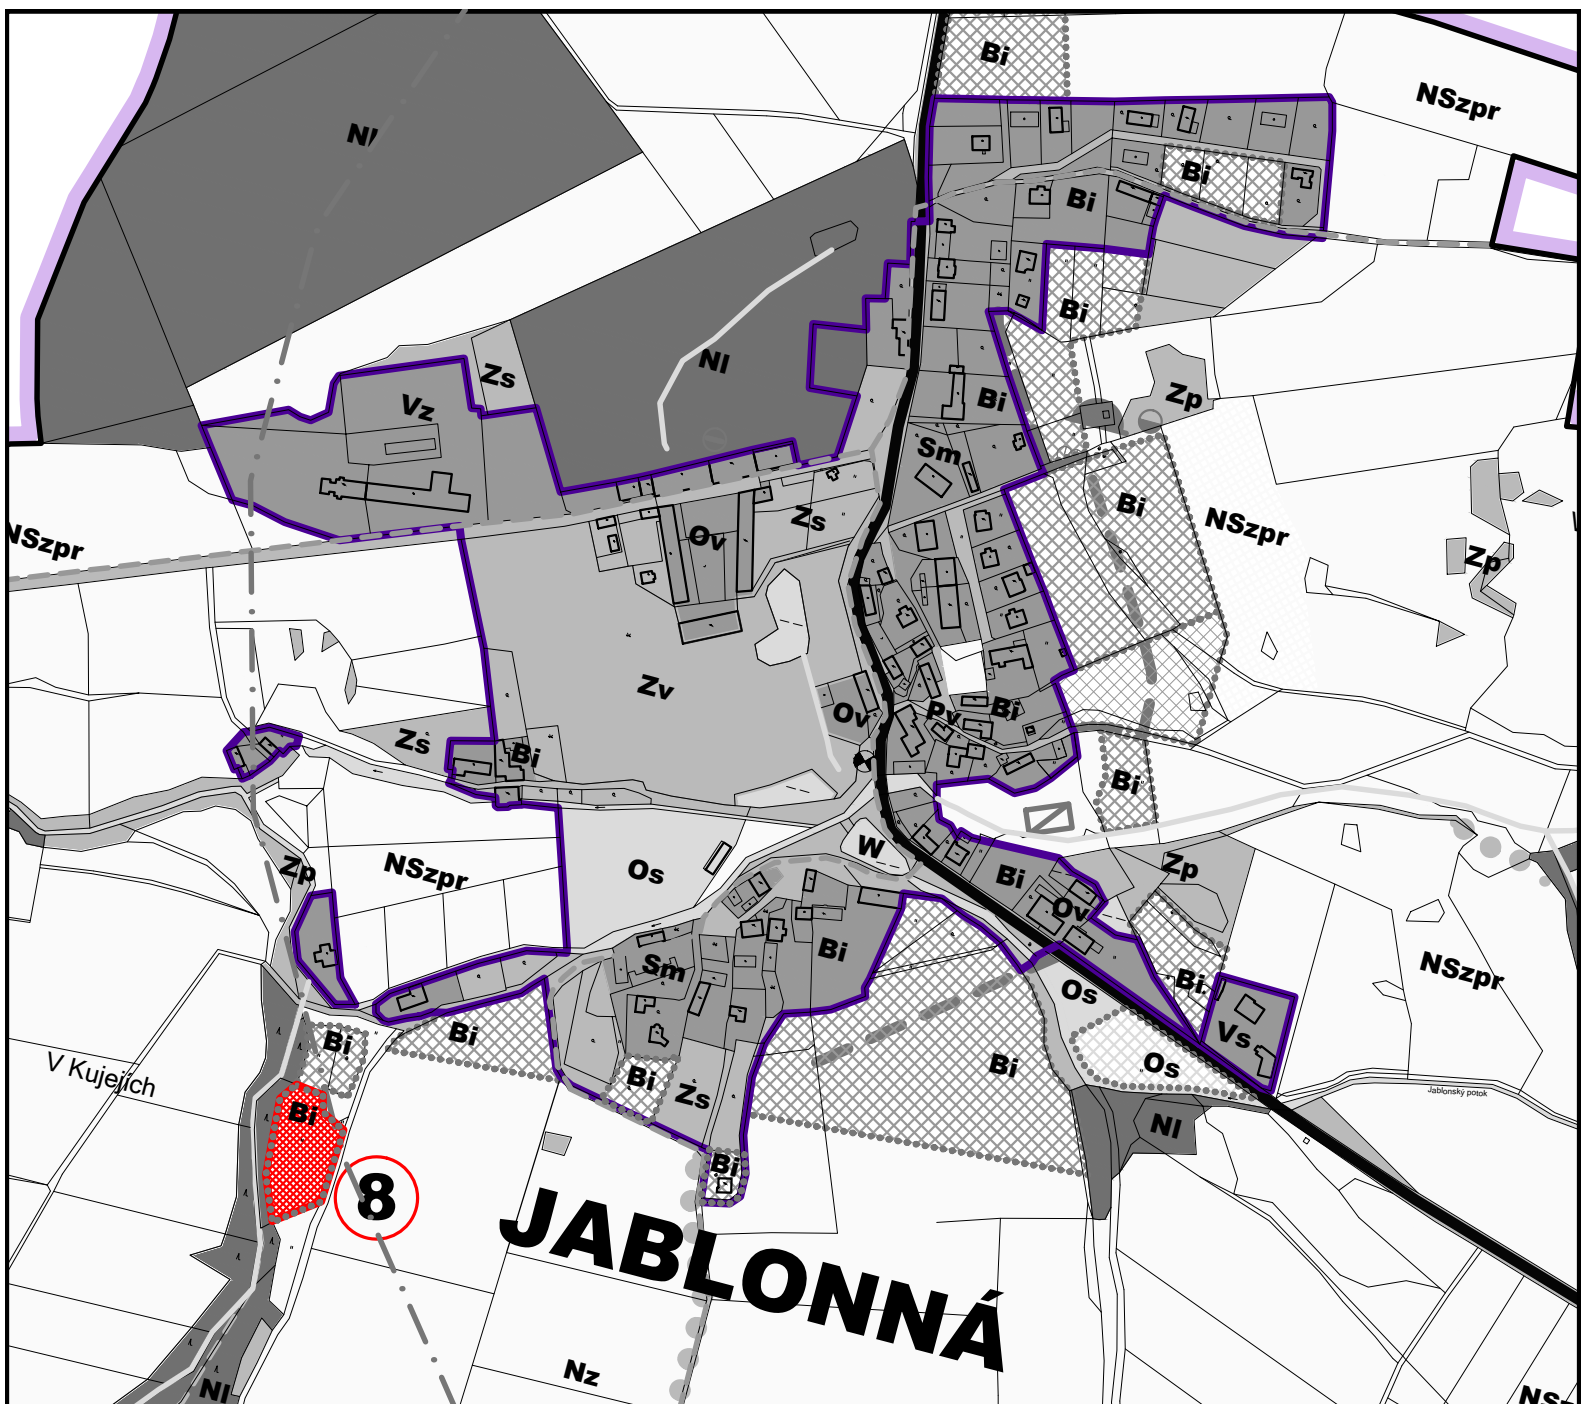 Bi
NSzpr
Nl
Bi
Bi
Bi
Nl
Zs
Zp
Vz
Bi
Sm
Bi
NSzpr
Zs
NSzpr
Ov
Zp
Zv
Ov
Pv
Bi
Zs
Bi
Bi
W
Zp
NSzpr
Os
Bi
Zp
Ov
Bi
Sm
NSzpr
Bi
Os
Bi
Vs
Bi
Bi
Os
V Kujejích
Bi
Zs
Jablonský potok
Bi
Nl
Bi
8
JABLONNÁ
Nz
Nl